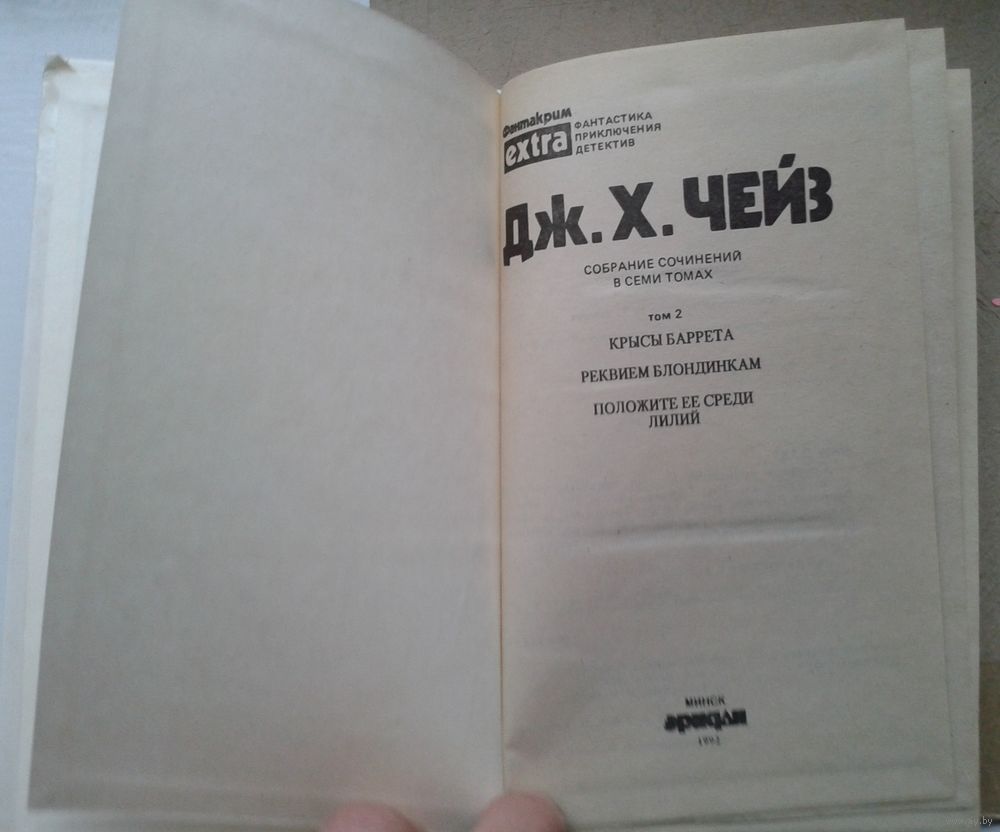 Фантакрим
extra
ФАНТАСТИКА
ПРИКЛЮЧЕНИЯ
ДЕТЕКТИВ
ДЖ. Х. ЧЕЙЗ
СОБРАНИЕ СОЧИНЕНИЙ
В СЕМИ ТОМАХ
том 2
КРЫСЫ БАРРЕТА
РЕКВИЕМ БЛОНДИНКАМ
ПОЛОЖИТЕ ЕЕ СРЕДИ
ЛИЛИЙ
МИНСК
эридан